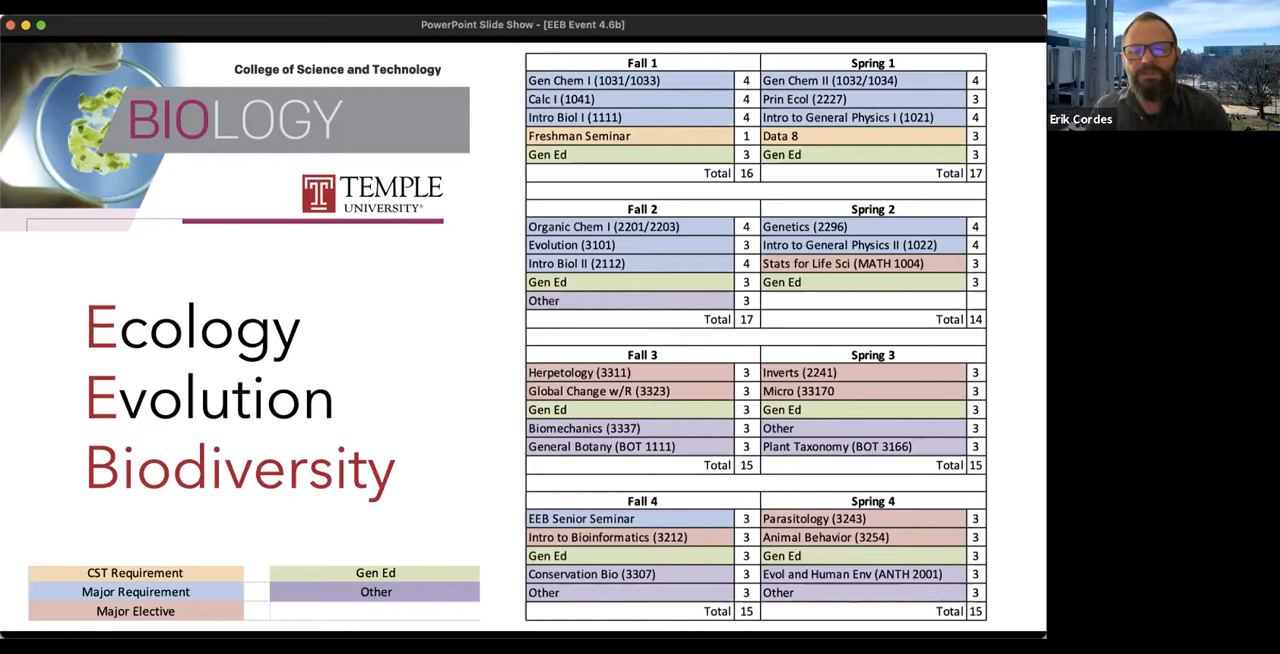 PowerPoint Slide Show - [EEB Event 4.6b]
College of Science and Technology
BIOLOGY
TEMPLE
UNIVERSITY®
Ecology
Evolution
Biodiversity
CST Requirement Gen Ed
Major Requirement Other
Major Elective
Fall 1 Spring 1
Gen Chem I (1031/1033) 4 Gen Chem II (1032/1034) 4
Calc I (1041) 4 Prin Ecol (2227) 3
Intro Biol I (1111) 4 Intro to General Physics I (1021) 4
Freshman Seminar 1 Data 8 3
Gen Ed 3 Gen Ed 3
Total 16 Total 17
Fall 2 Spring 2
Organic Chem I (2201/2203) 4 Genetics (2296) 4
Evolution (3101) 3 Intro to General Physics II (1022) 4
Intro Biol II (2112) 4 Stats for Life Sci (MATH 1004) 3
Gen Ed 3 Gen Ed 3
Other 3
Total 17 Total 14
Fall 3 Spring 3
Herpetology (3311) 3 Inverts (2241) 3
Global Change w/R (3323) 3 Micro (33170 3
Gen Ed 3 Gen Ed 3
Biomechanics (3337) 3 Other 3
General Botany (BOT 1111) 3 Plant Taxonomy (BOT 3166) 3
Total 15 Total 15
Fall 4 Spring 4
EEB Senior Seminar 3 Parasitology (3243) 3
Intro to Bioinformatics (3212) 3 Animal Behavior (3254) 3
Gen Ed 3 Gen Ed 3
Conservation Bio (3307) 3 Evol and Human Env (ANTH 2001) 3
Other 3 Other 3
Total 15 Total 15
Erik Cordes